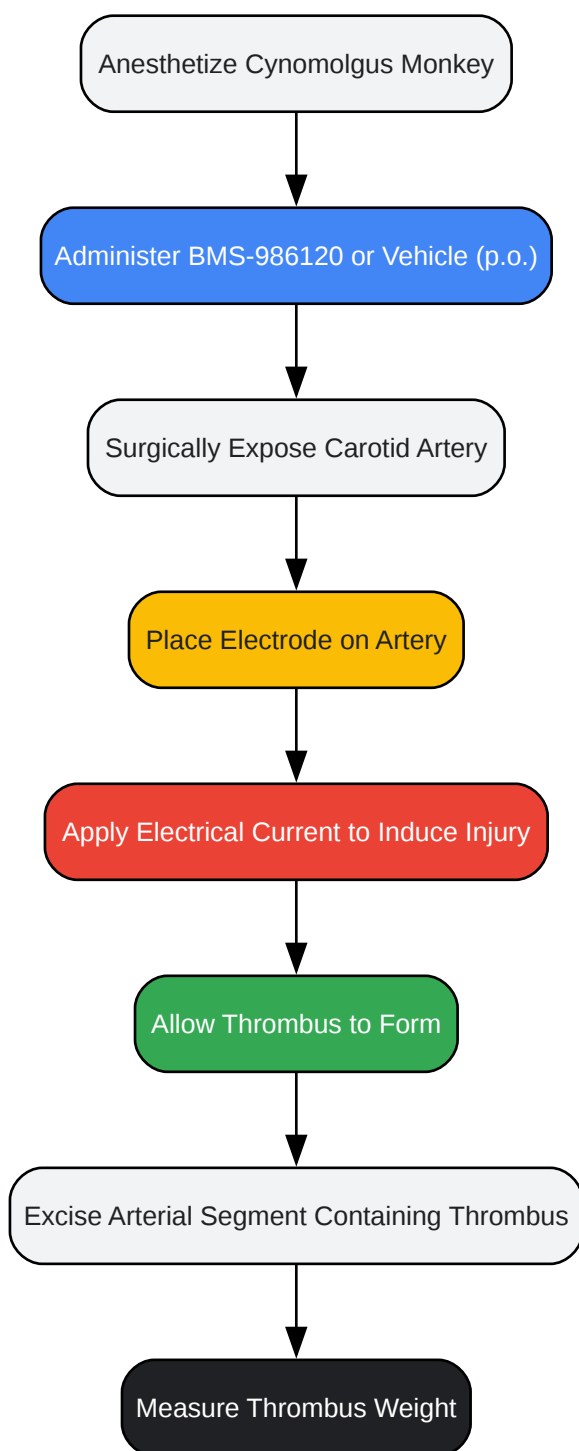 Anesthetize Cynomolgus Monkey
Administer BMS-986120 or Vehicle (p.o.)
Surgically Expose Carotid Artery
Place Electrode on Artery
Apply Electrical Current to Induce Injury
Allow Thrombus to Form
Excise Arterial Segment Containing Thrombus
Measure Thrombus Weight